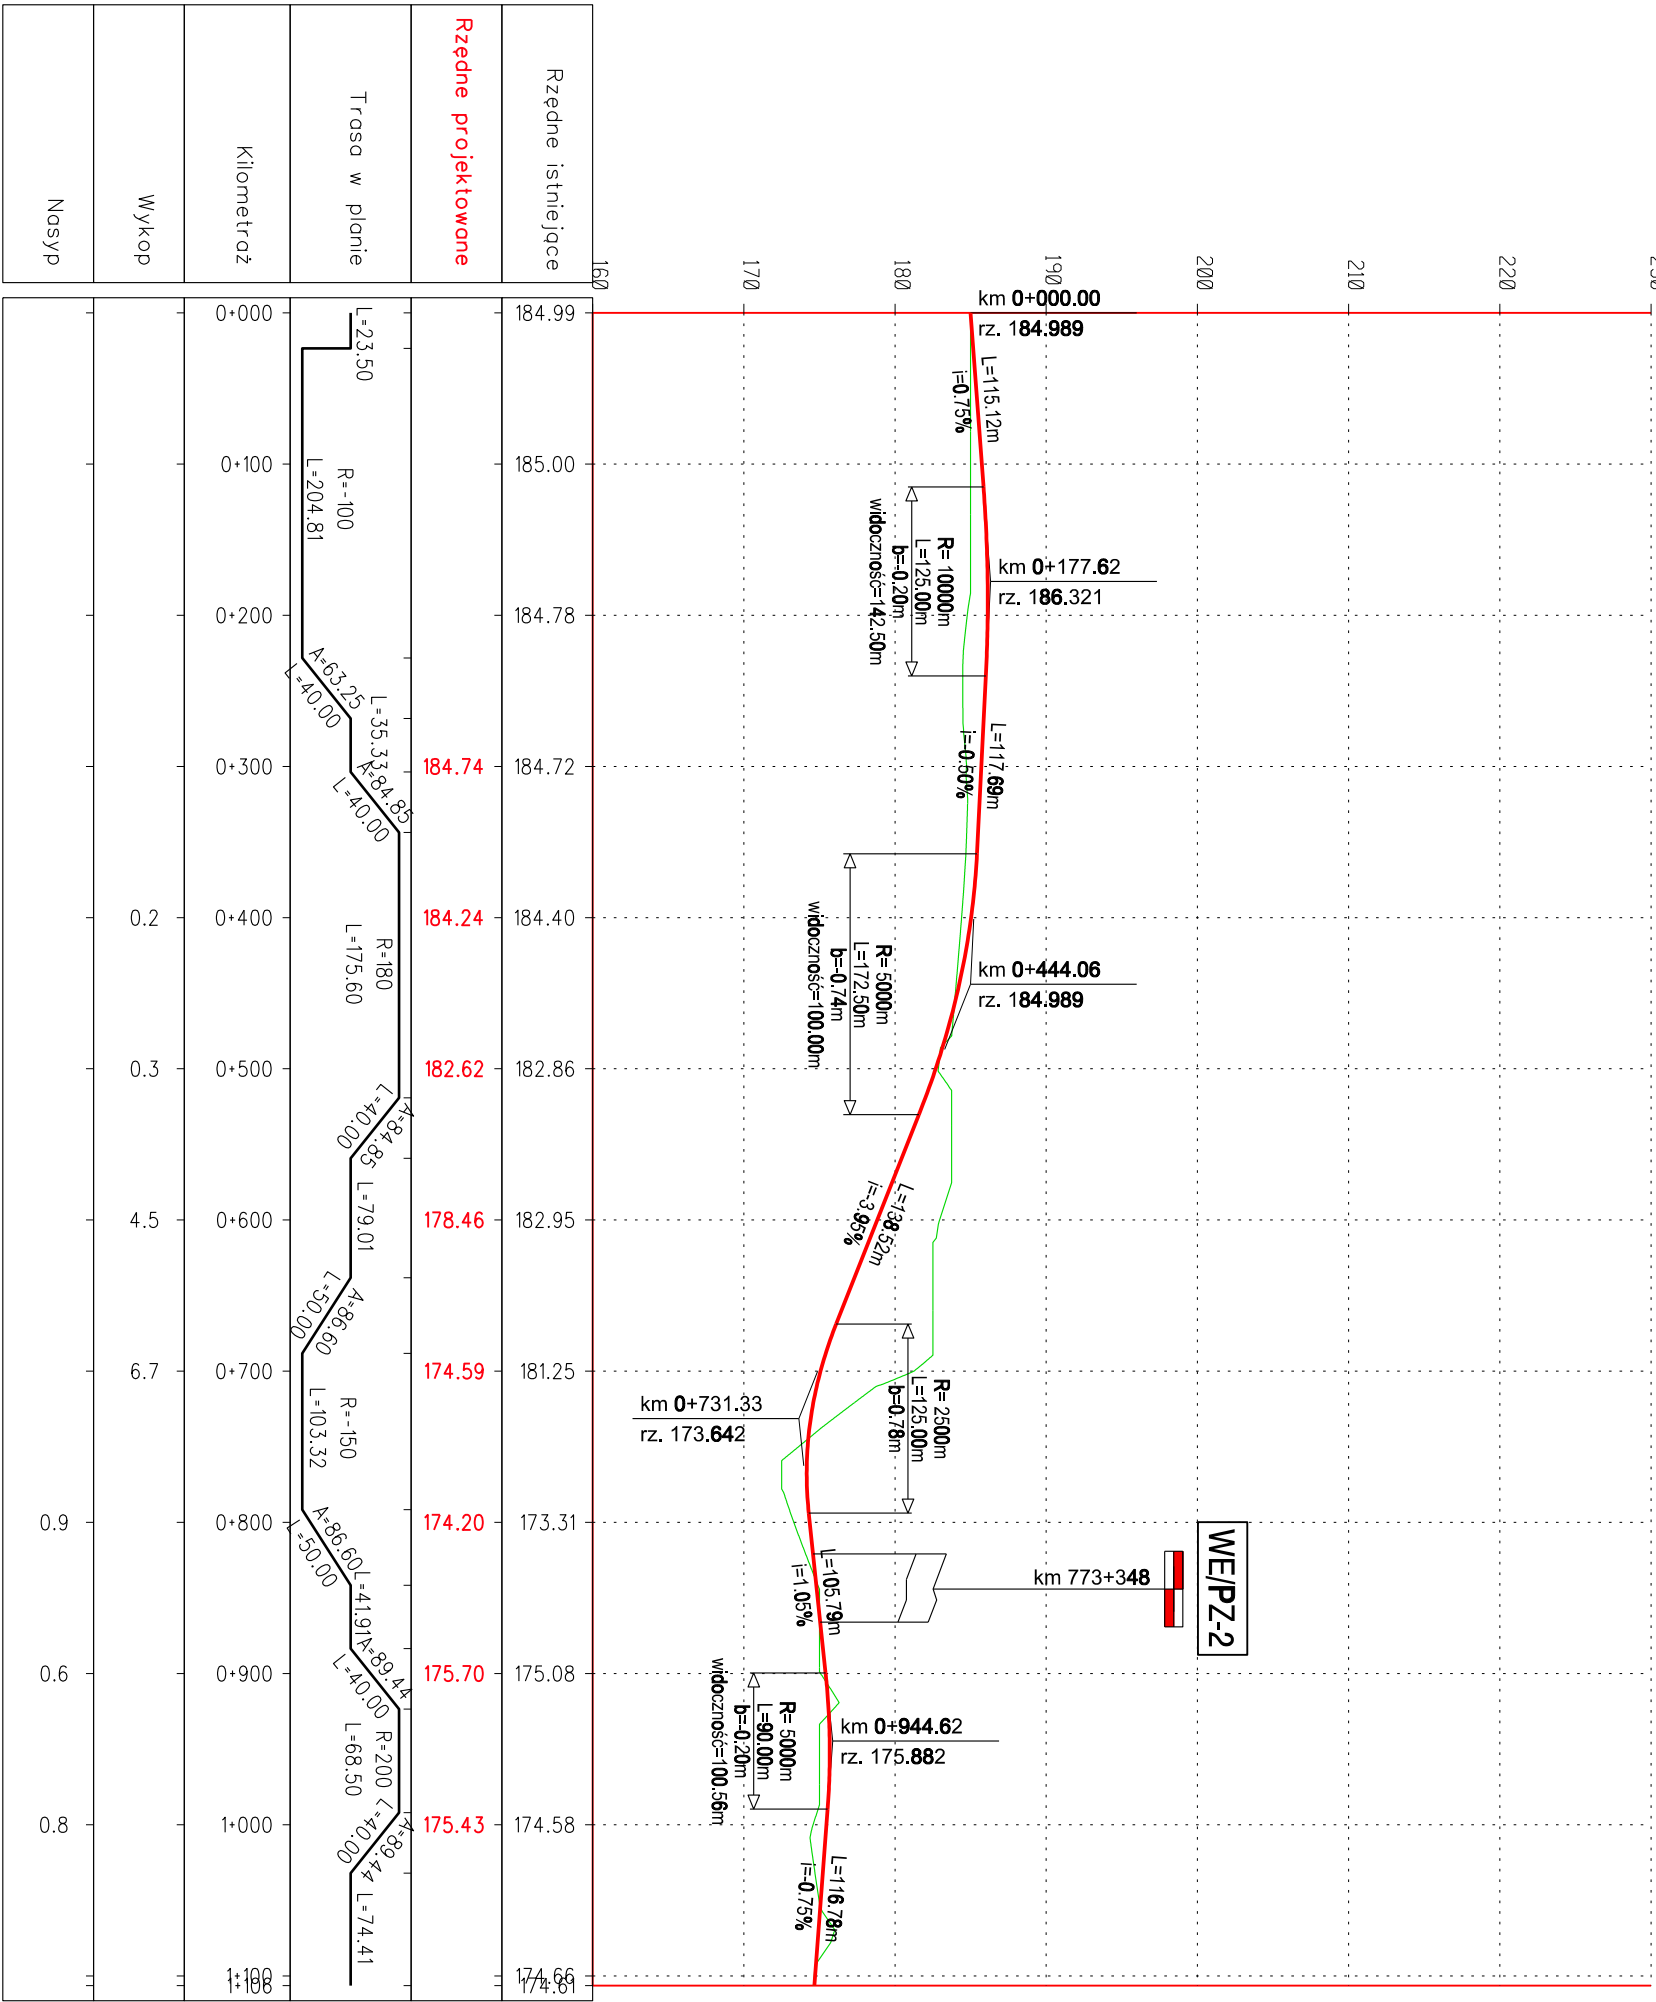 Rzędne istniejące
Rzędne projektowane
Trasa w planie
Kilometraż
Wykop
Nasyp
160
170
180
190
200
210
220
km 0+000.00
rz. 184.989
L=115.12m
i=0.75%
R= 10000m
L=125.00m
b=-0.20m
widoczność=142.50m
km 0+177.62
rz. 186.321
L=117.69m
i=-0.50%
R= 5000m
L=172.50m
b=-0.74m
widoczność=100.00m
km 0+444.06
rz. 184.989
L=138.52m
i=-3.95%
R= 2500m
L=125.00m
b=0.78m
km 0+731.33
rz. 173.642
L=105.79m
i=1.05%
WE/PZ-2
km 773+348
R= 5000m
L=90.00m
b=-0.20m
widoczność=100.56m
km 0+944.62
rz. 175.882
L=116.78m
i=-0.75%
184.99
185.00
184.78
184.72
184.40
182.86
182.95
181.25
173.31
175.08
174.58
174.66
174.61
184.74
184.24
182.62
178.46
174.59
174.20
175.70
175.43
L=23.50
R=-100
L=204.81
A=63.25
L=40.00
L=35.33
A=84.85
L=40.00
R=180
L=175.60
A=84.85
L=40.00
L=79.01
A=86.60
L=50.00
R=-150
L=103.32
A=86.60
L=50.00
L=41.91
A=89.44
L=40.00
R=200
L=68.50
A=89.44
L=40.00
L=74.41
0+000
0+100
0+200
0+300
0+400
0+500
0+600
0+700
0+800
0+900
1+000
1+100
1+106
0.2
0.3
4.5
6.7
0.9
0.6
0.8